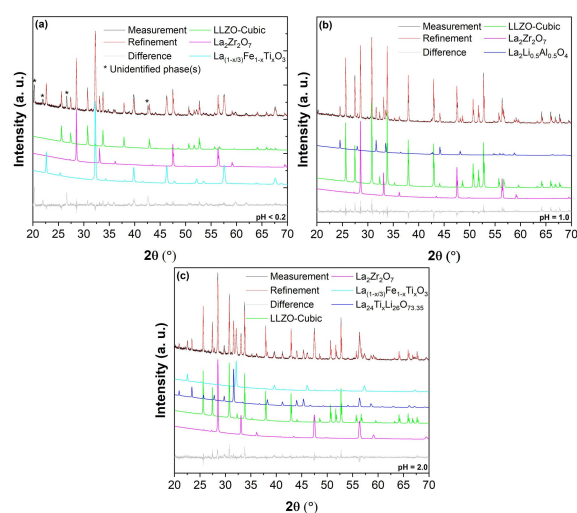 (a)
Measurement
Refinement
Difference
* Unidentified phase(s)
LLZO-Cubic
La₂Zr₂O₇
La₍₁₋ₓ/₃₎Fe₁₋ₓTiₓO₃
*
*
*
*
Intensity (a. u.)
pH < 0.2
20 25 30 35 40 45 50 55 60 65 70
2θ (°)
(b)
Measurement
Refinement
Difference
LLZO-Cubic
La₂Zr₂O₇
La₂Li₀.₅Al₀.₅O₄
Intensity (a. u.)
pH = 1.0
20 25 30 35 40 45 50 55 60 65 70
2θ (°)
(c)
Measurement
Refinement
Difference
LLZO-Cubic
La₂Zr₂O₇
La₍₁₋ₓ/₃₎Fe₁₋ₓTiₓO₃
La₂₄TiₓLi₂₆O₇₃.₃₅
Intensity (a. u.)
pH = 2.0
20 25 30 35 40 45 50 55 60 65 70
2θ (°)